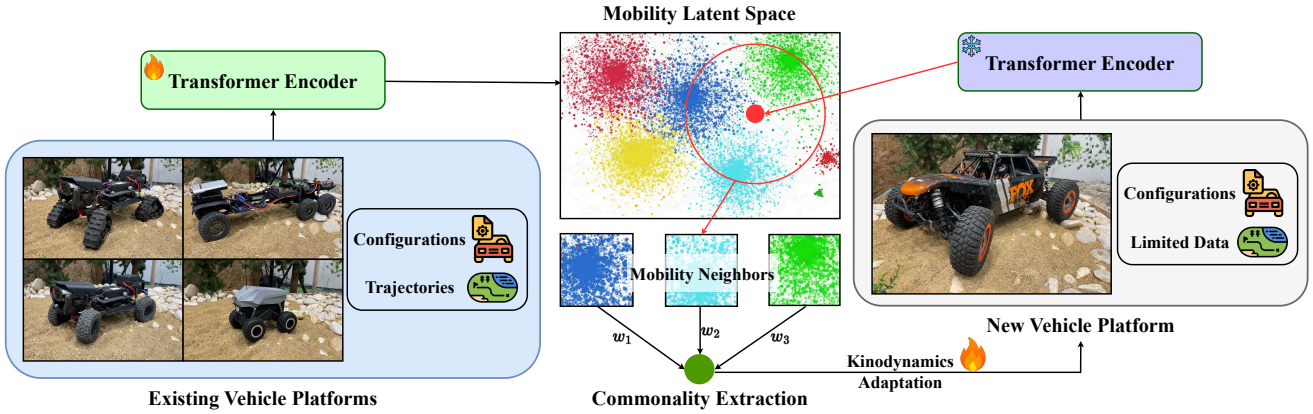 Mobility Latent Space
Transformer Encoder
Transformer Encoder
Configurations
Trajectories
FOX
Configurations
Limited Data
Mobility Neighbors
w1
w2
w3
New Vehicle Platform
Kinodynamics
Adaptation
Existing Vehicle Platforms
Commonality Extraction